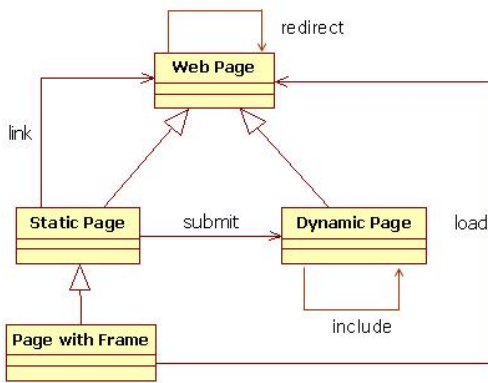 redirect
Web Page
link
Static Page
submit
Dynamic Page
load
include
Page with Frame